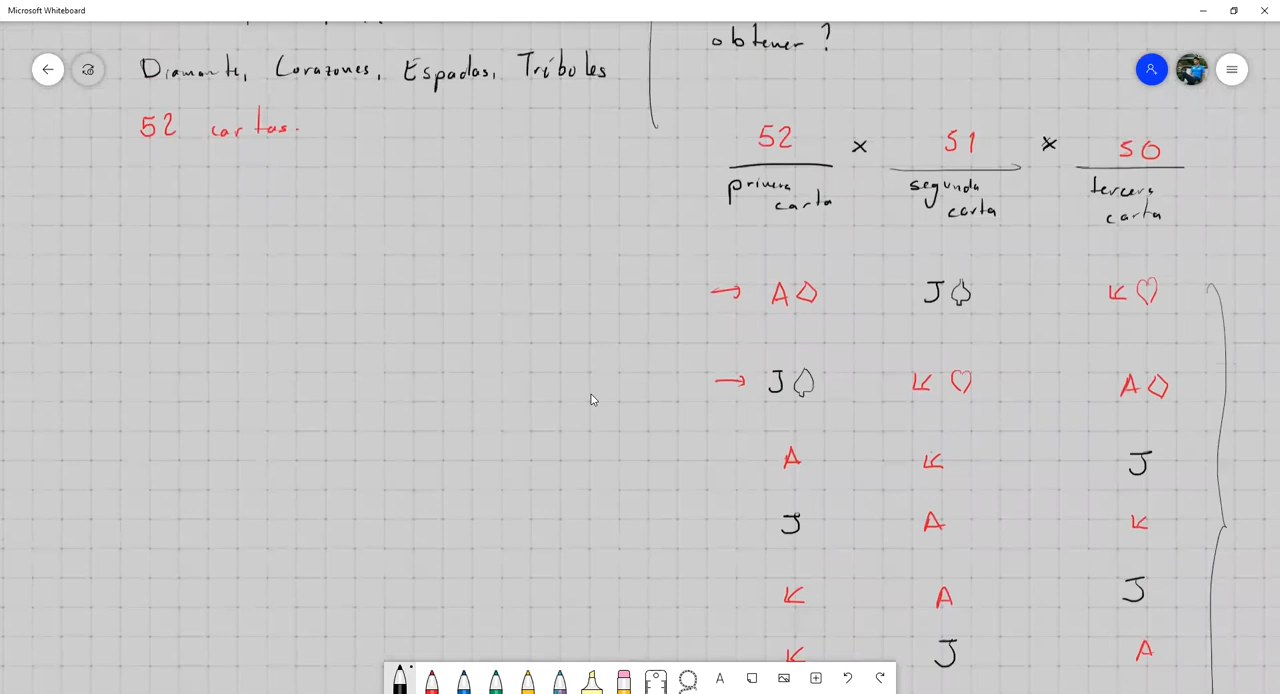 Microsoft Whiteboard
obtener ?
Diamante, Corazones, Espadas, Tréboles
52 cartas.
52 x 51 x 50
primera carta segunda carta tercera carta
→ A♢ J♤ K♡
→ J♤ K♡ A♢
A K J
J A K
K A J
K J A
A